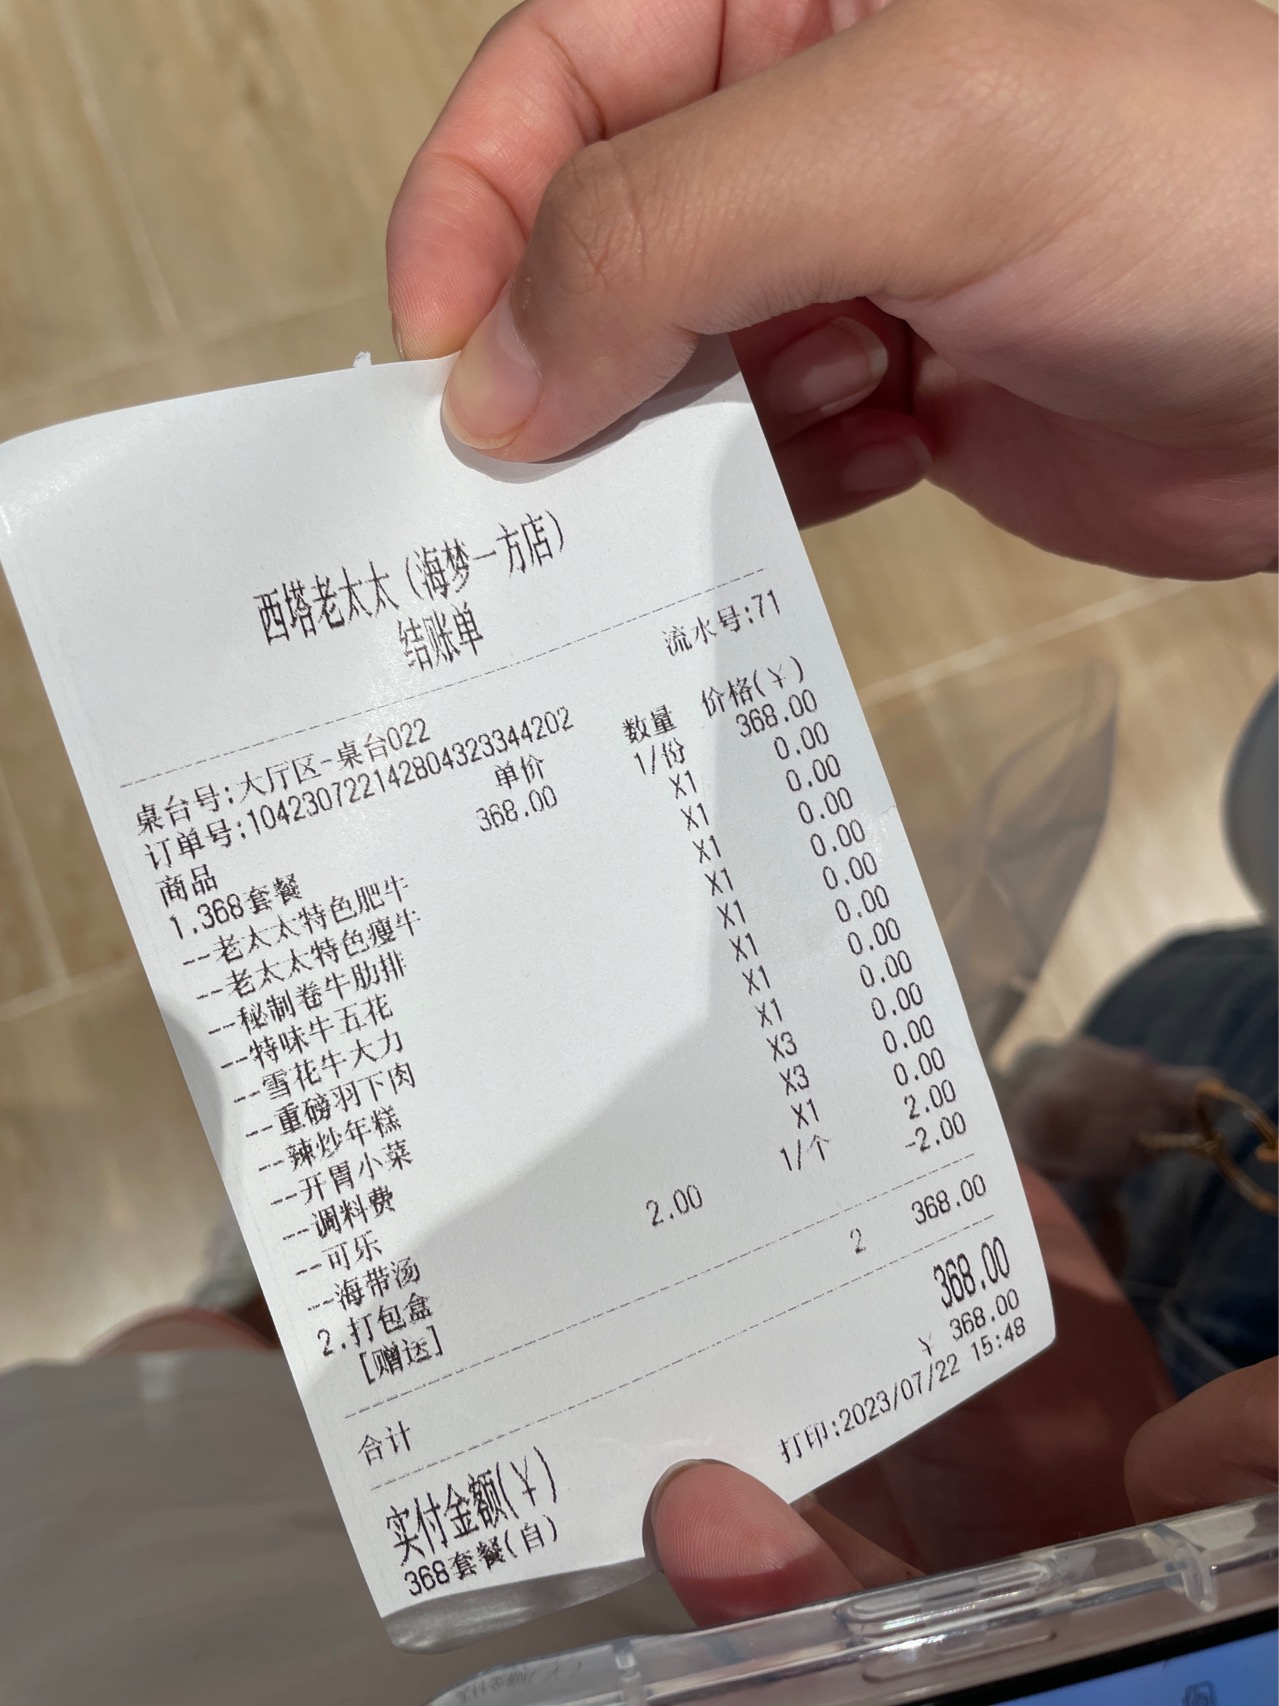 西塔老太太(海梦一方店)
结账单
流水号:71
桌台号:大厅区-桌台022
订单号:10423072214280432334 4202
商品 单价 数量 价格(¥)
1.368套餐 368.00 1/份 368.00
--老太太特色肥牛 X1 0.00
--老太太特色瘦牛 X1 0.00
--秘制卷牛肋排 X1 0.00
--特味牛五花 X1 0.00
--雪花牛大力 X1 0.00
--重磅羽下肉 X1 0.00
--辣炒年糕 X1 0.00
--开胃小菜 X1 0.00
--调料费 X3 0.00
--可乐 X3 0.00
--海带汤 X1 0.00
2.打包盒 2.00 1/个 2.00
[赠送] -2.00
合计 2 368.00
实付金额(¥) 368.00
368套餐(自) ¥ 368.00
打印:2023/07/22 15:48